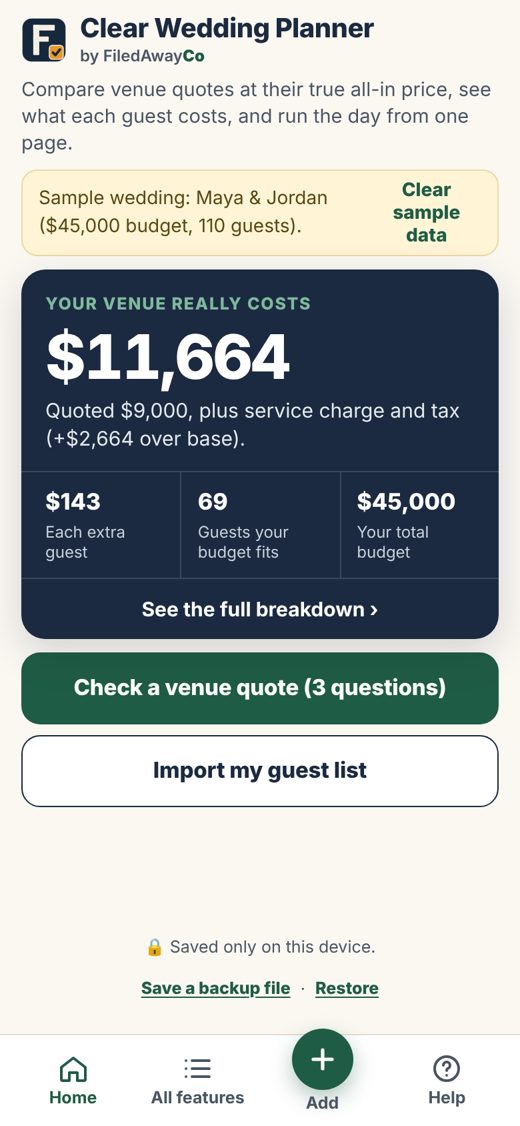 F
Clear Wedding Planner
by FiledAwayCo
Compare venue quotes at their true all-in price, see
what each guest costs, and run the day from one
page.
Sample wedding: Maya & Jordan
($45,000 budget, 110 guests).
Clear
sample
data
YOUR VENUE REALLY COSTS
$11,664
Quoted $9,000, plus service charge and tax
(+$2,664 over base).
$143
Each extra
guest
69
Guests your
budget fits
$45,000
Your total
budget
See the full breakdown ›
Check a venue quote (3 questions)
Import my guest list
🔒 Saved only on this device.
Save a backup file · Restore
Home
All features
Add
Help